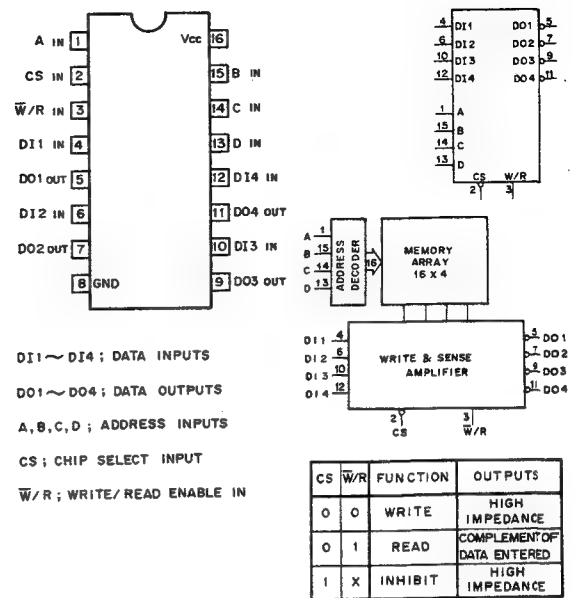 A IN 1
CS IN 2
W̅/R IN 3
DI1 IN 4
DO1 OUT 5
DI2 IN 6
DO2 OUT 7
8 GND
Vcc 16
15 B IN
14 C IN
13 D IN
12 DI4 IN
11 DO4 OUT
10 DI3 IN
9 DO3 OUT
4 DI1 DO1 5
6 DI2 DO2 7
10 DI3 DO3 9
12 DI4 DO4 11
1 A
15 B
14 C
13 D
CS W/R
2 3
A 1
B 15
C 14
D 13
ADDRESS
DECODER
16
MEMORY
ARRAY
16 X 4
DI1 4
DI2 6
DI3 10
DI4 12
WRITE & SENSE
AMPLIFIER
5 DO1
7 DO2
9 DO3
11 DO4
2 3
CS W̅/R
DI1~DI4; DATA INPUTS
DO1~DO4; DATA OUTPUTS
A,B,C,D ; ADDRESS INPUTS
CS ; CHIP SELECT INPUT
W̅/R ; WRITE/READ ENABLE IN
CS W̅/R FUNCTION OUTPUTS
0 0 WRITE HIGH
IMPEDANCE
0 1 READ COMPLEMENT OF
DATA ENTERED
1 X INHIBIT HIGH
IMPEDANCE